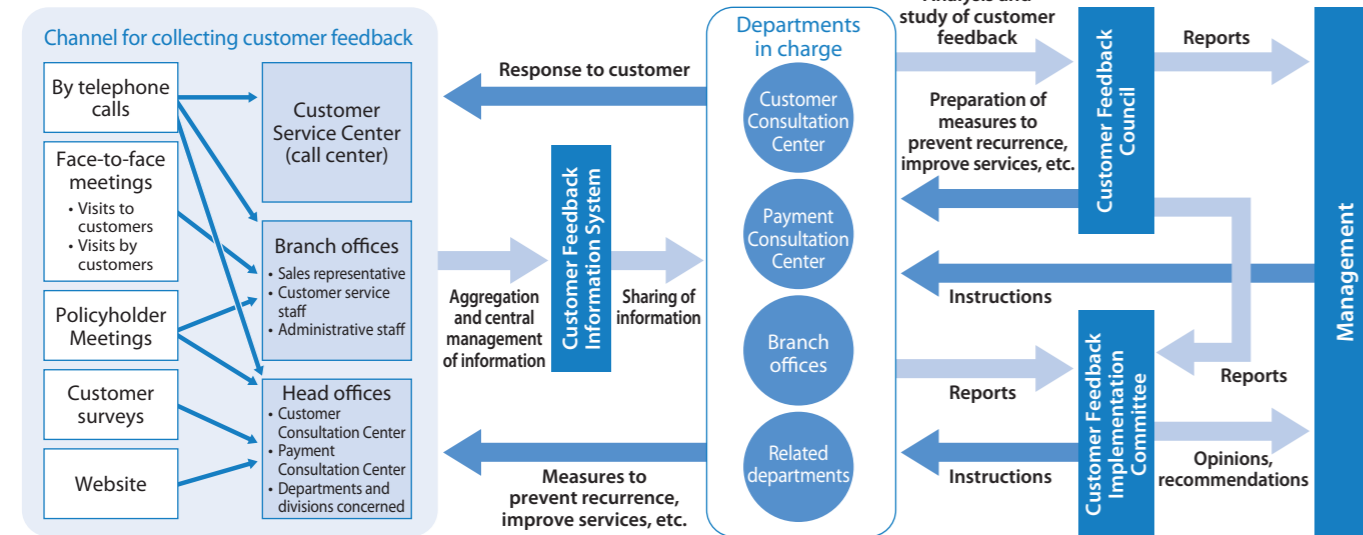 Channel for collecting customer feedback
By telephone
calls
Face-to-face
meetings
• Visits to
customers
• Visits by
customers
Policyholder
Meetings
Customer
surveys
Website
Customer
Service Center
(call center)
Branch offices
• Sales representative
• Customer service
staff
• Administrative staff
Head offices
• Customer
Consultation Center
• Payment
Consultation Center
• Departments and
divisions concerned
Response to customer
Aggregation
and central
management
of information
Customer Feedback
Information System
Sharing of
information
Measures to
prevent recurrence,
improve services, etc.
Departments
in charge
Customer
Consultation
Center
Payment
Consultation
Center
Branch
offices
Related
departments
Analysis and
study of customer
feedback
Preparation of
measures to
prevent recurrence,
improve services, etc.
Instructions
Reports
Instructions
Customer Feedback
Council
Customer Feedback
Implementation
Committee
Reports
Reports
Opinions,
recommendations
Management